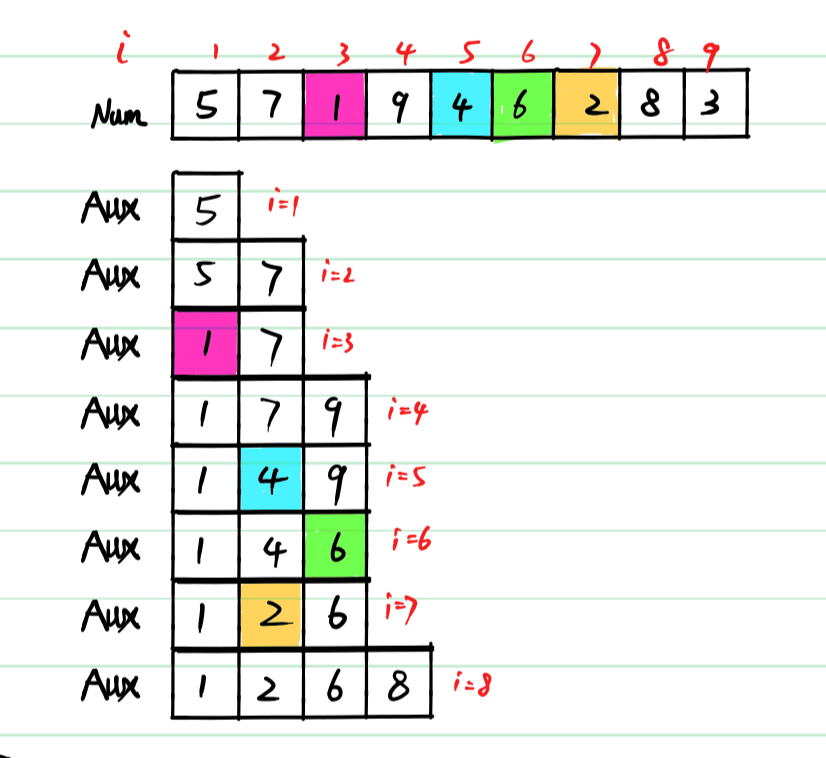 i 1 2 3 4 5 6 7 8 9
Num 5 7 1 9 4 6 2 8 3
Aux 5 i=1
Aux 5 7 i=2
Aux 1 7 i=3
Aux 1 7 9 i=4
Aux 1 4 9 i=5
Aux 1 4 6 i=6
Aux 1 2 6 i=7
Aux 1 2 6 8 i=8